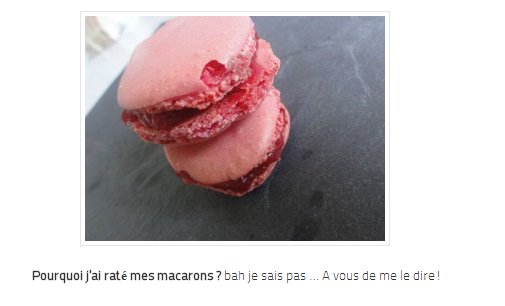 Pourquoi j'ai raté mes macarons ? bah je sais pas ... A vous de me le dire !